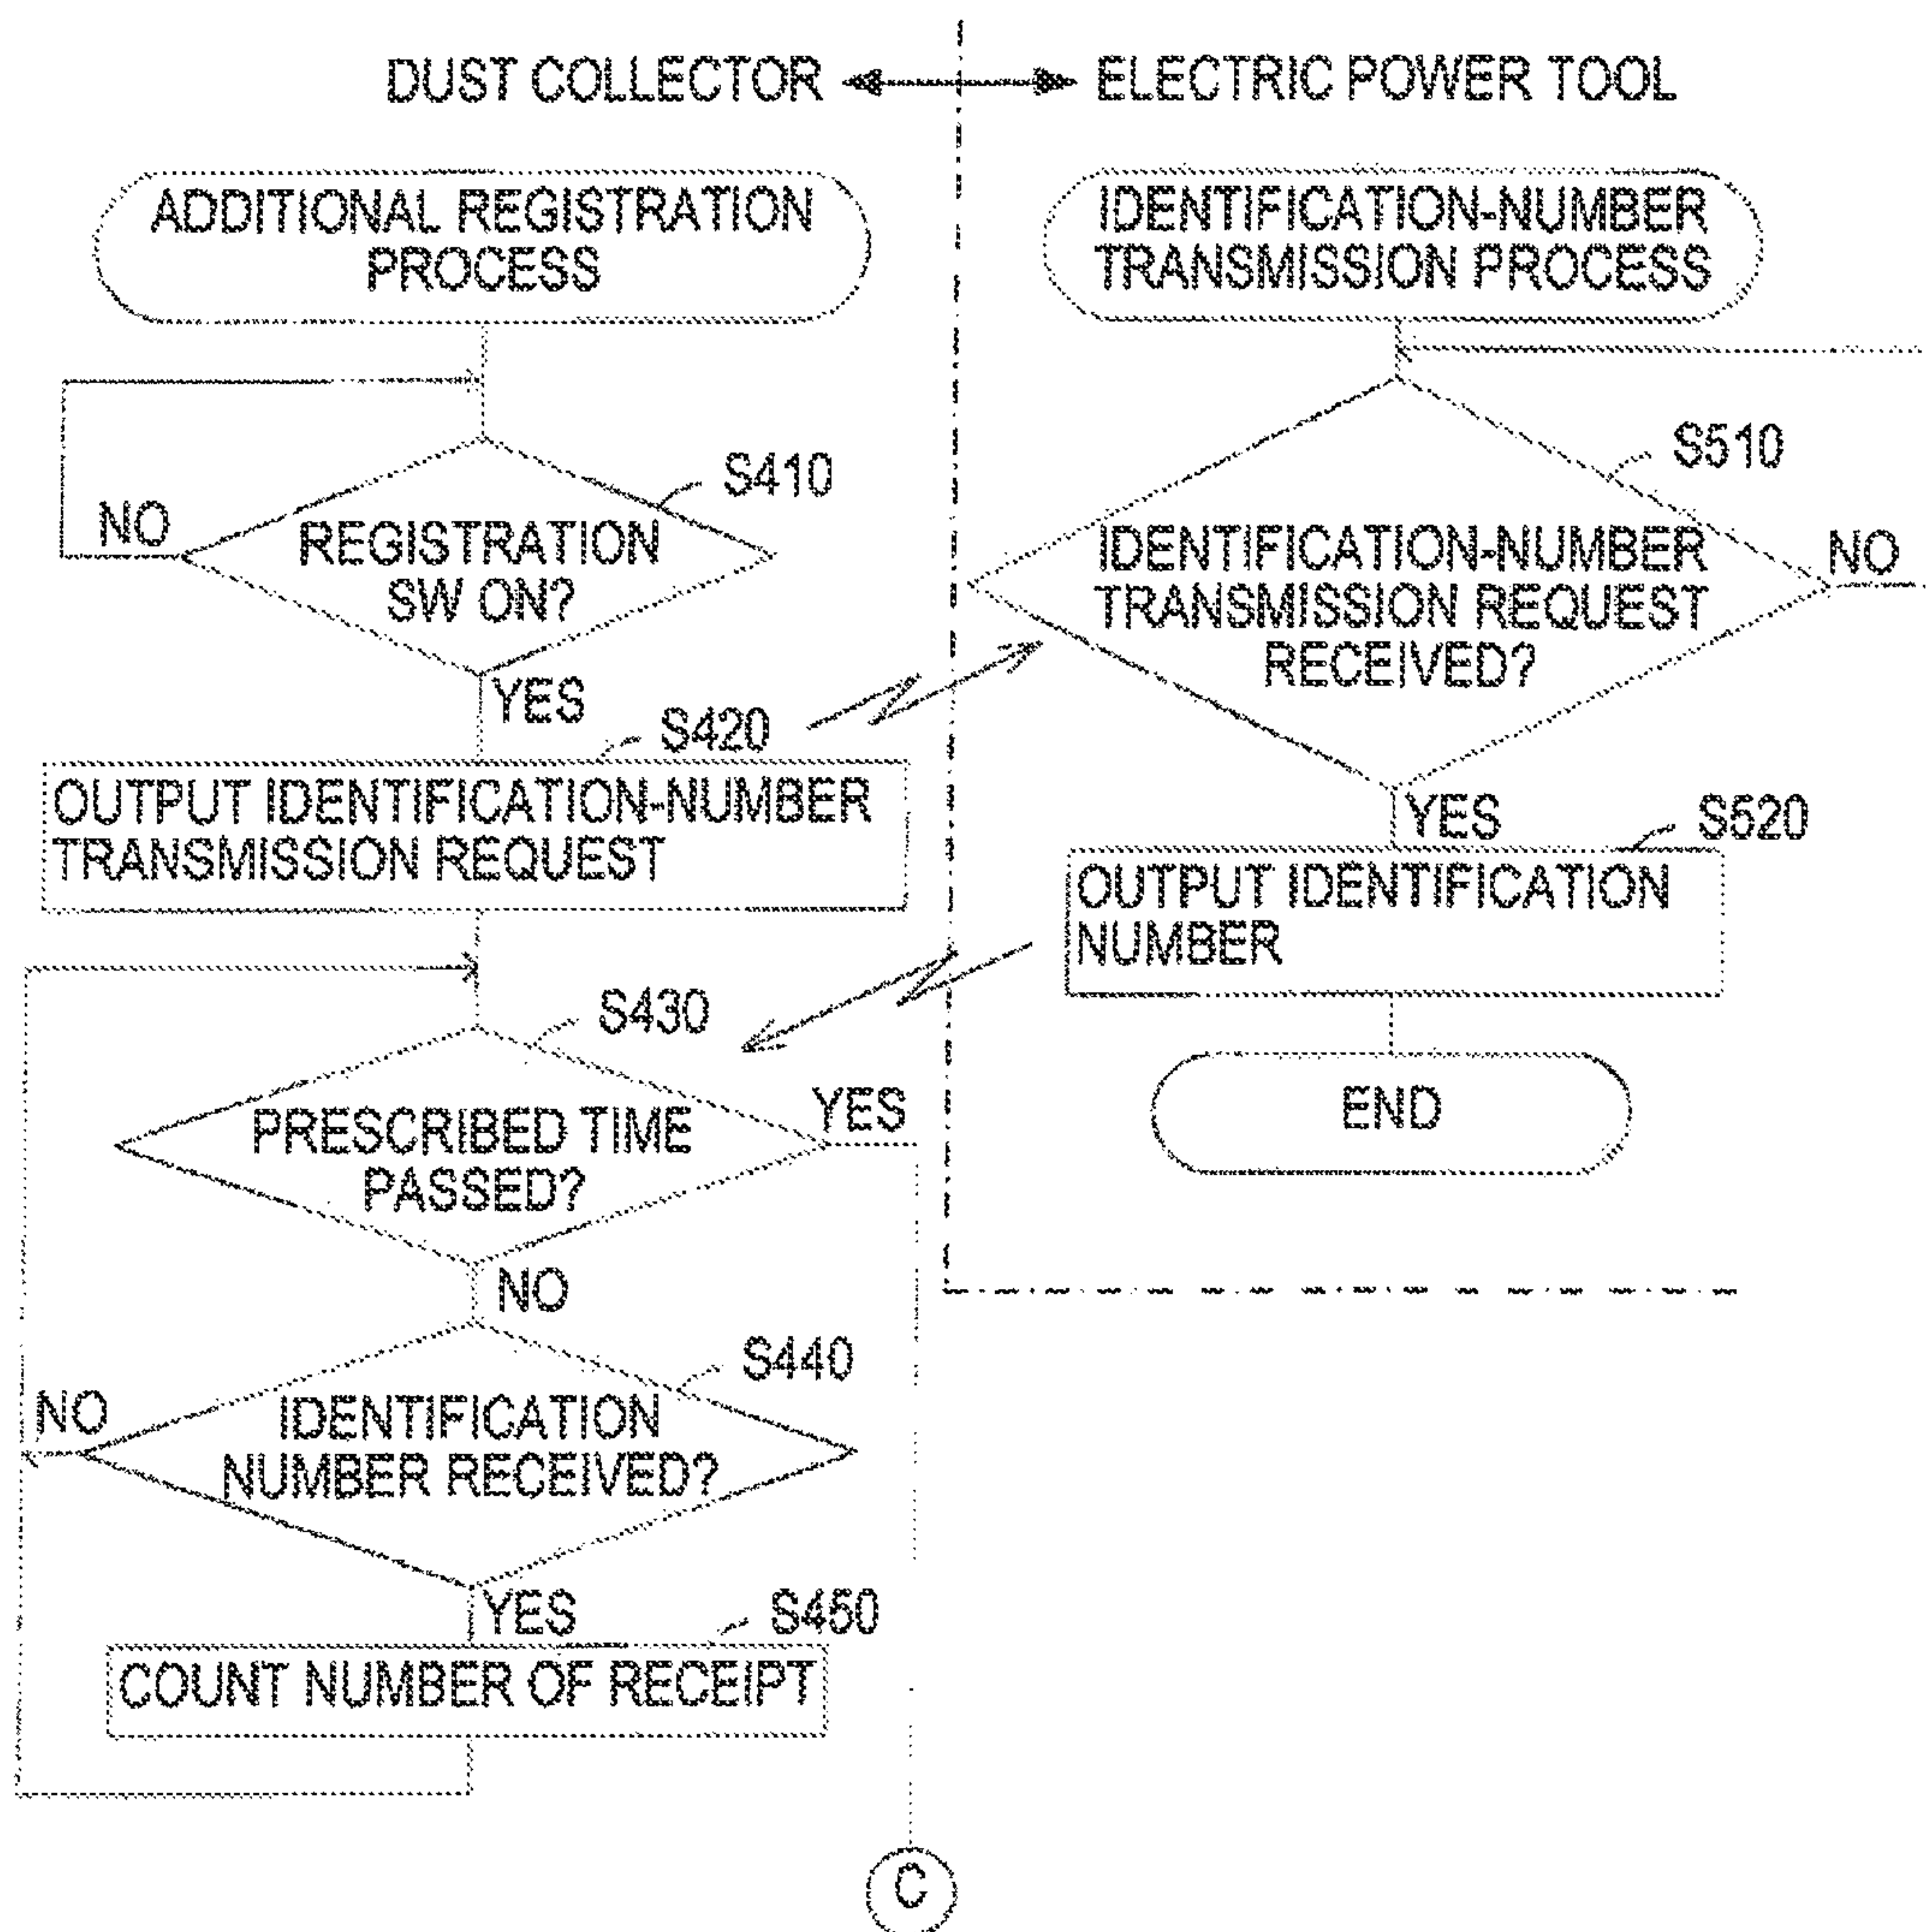 DUST COLLECTOR
ELECTRIC POWER TOOL
ADDITIONAL REGISTRATION
PROCESS
NO
S410
REGISTRATION
SW ON?
YES
S420
OUTPUT IDENTIFICATION-NUMBER
TRANSMISSION REQUEST
S430
PRESCRIBED TIME
PASSED?
YES
NO
S440
NO
IDENTIFICATION
NUMBER RECEIVED?
YES
S450
COUNT NUMBER OF RECEIPT
C
IDENTIFICATION-NUMBER
TRANSMISSION PROCESS
S510
IDENTIFICATION-NUMBER
TRANSMISSION REQUEST
RECEIVED?
NO
YES
S520
OUTPUT IDENTIFICATION
NUMBER
END